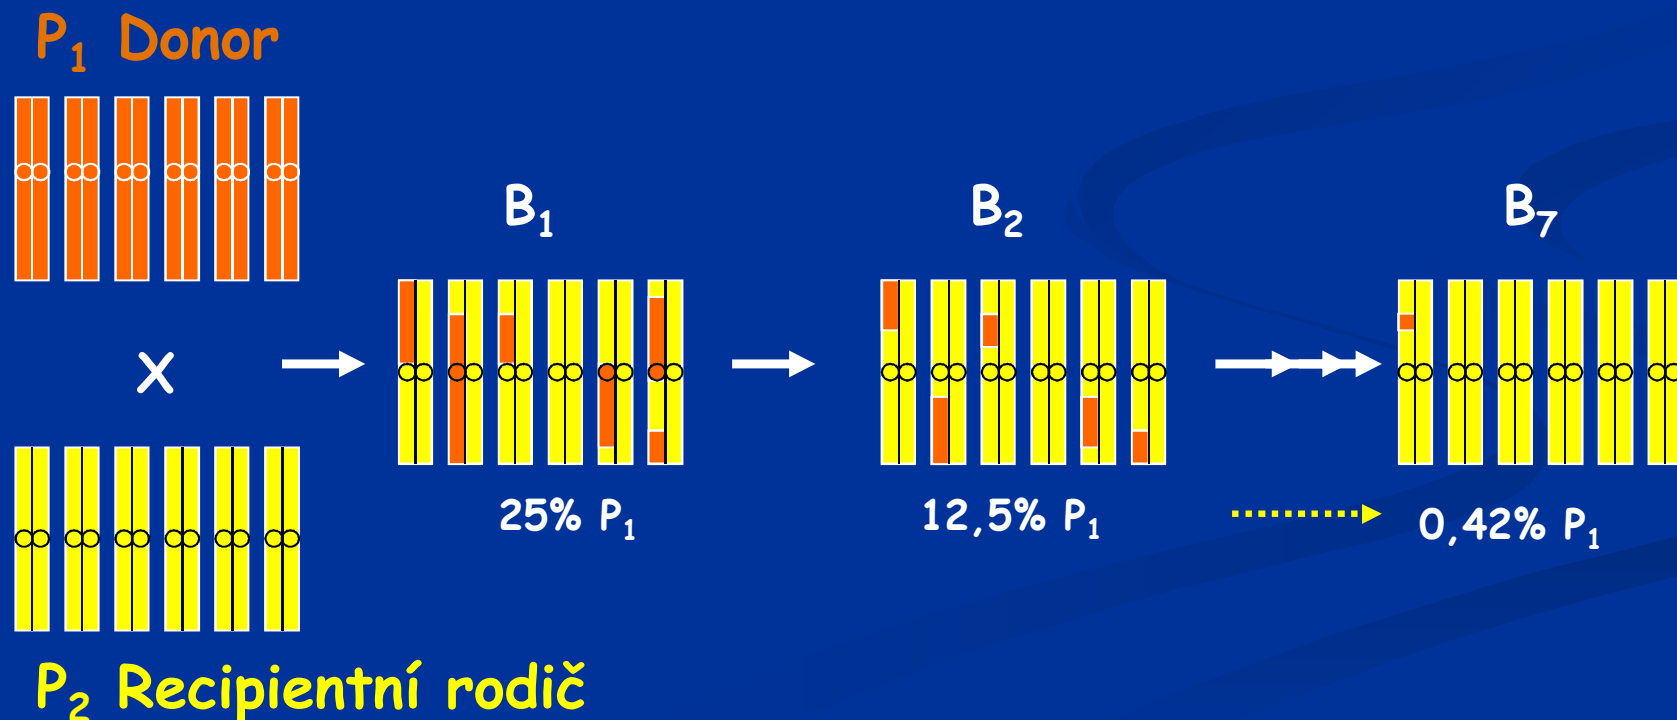 P₁ Donor
B₁
B₂
B₇
x
25% P₁
12,5% P₁
0,42% P₁
P₂ Recipientní rodič